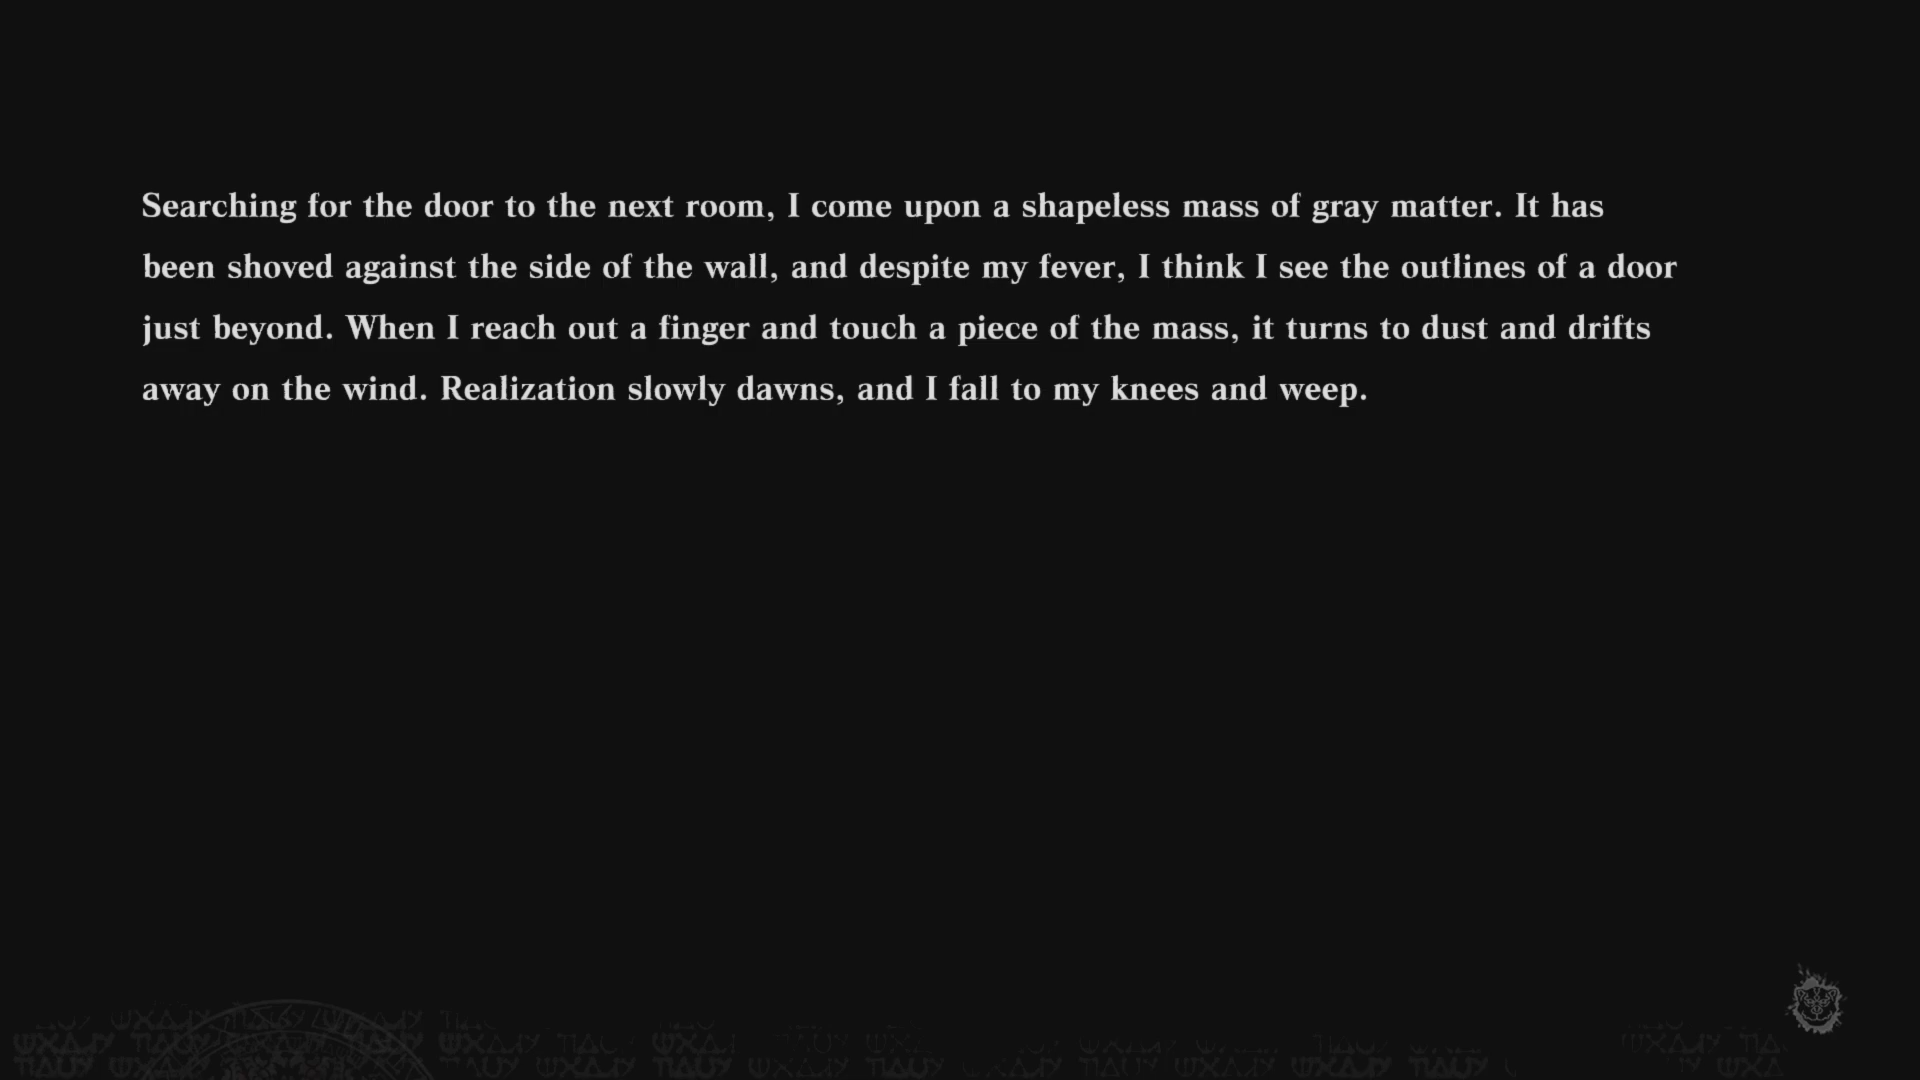 Searching for the door to the next room, I come upon a shapeless mass of gray matter. It has
been shoved against the side of the wall, and despite my fever, I think I see the outlines of a door
just beyond. When I reach out a finger and touch a piece of the mass, it turns to dust and drifts
away on the wind. Realization slowly dawns, and I fall to my knees and weep.